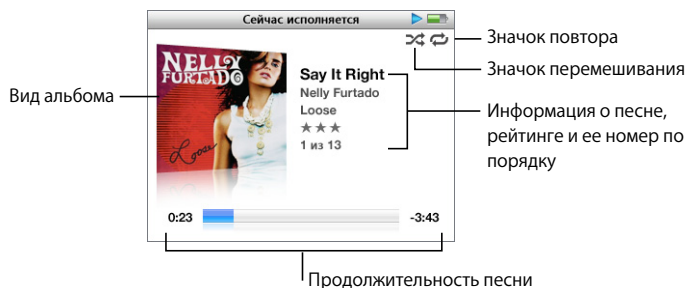 Сейчас исполняется
Значок повтора
Значок перемешивания
NELLY
FURTADO
Loose
Say It Right
Nelly Furtado
Loose
1 из 13
Вид альбома
Информация о песне,
рейтинге и ее номер по
порядку
0:23
-3:43
Продолжительность песни